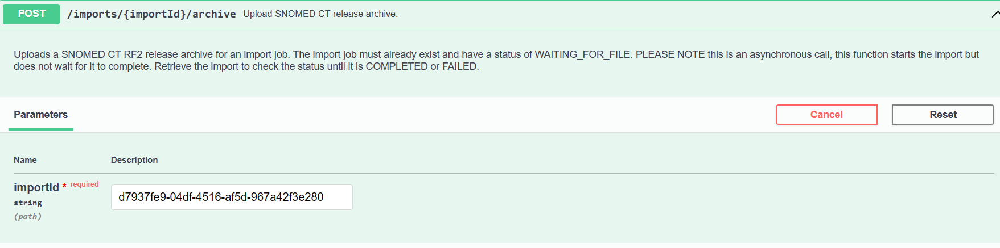 POST /imports/{importId}/archive Upload SNOMED CT release archive.
Uploads a SNOMED CT RF2 release archive for an import job. The import job must already exist and have a status of WAITING_FOR_FILE. PLEASE NOTE this is an asynchronous call, this function starts the import but
does not wait for it to complete. Retrieve the import to check the status until it is COMPLETED or FAILED.
Parameters Cancel Reset
Name Description
importId * required
string
(path)
d7937fe9-04df-4516-af5d-967a42f3e280